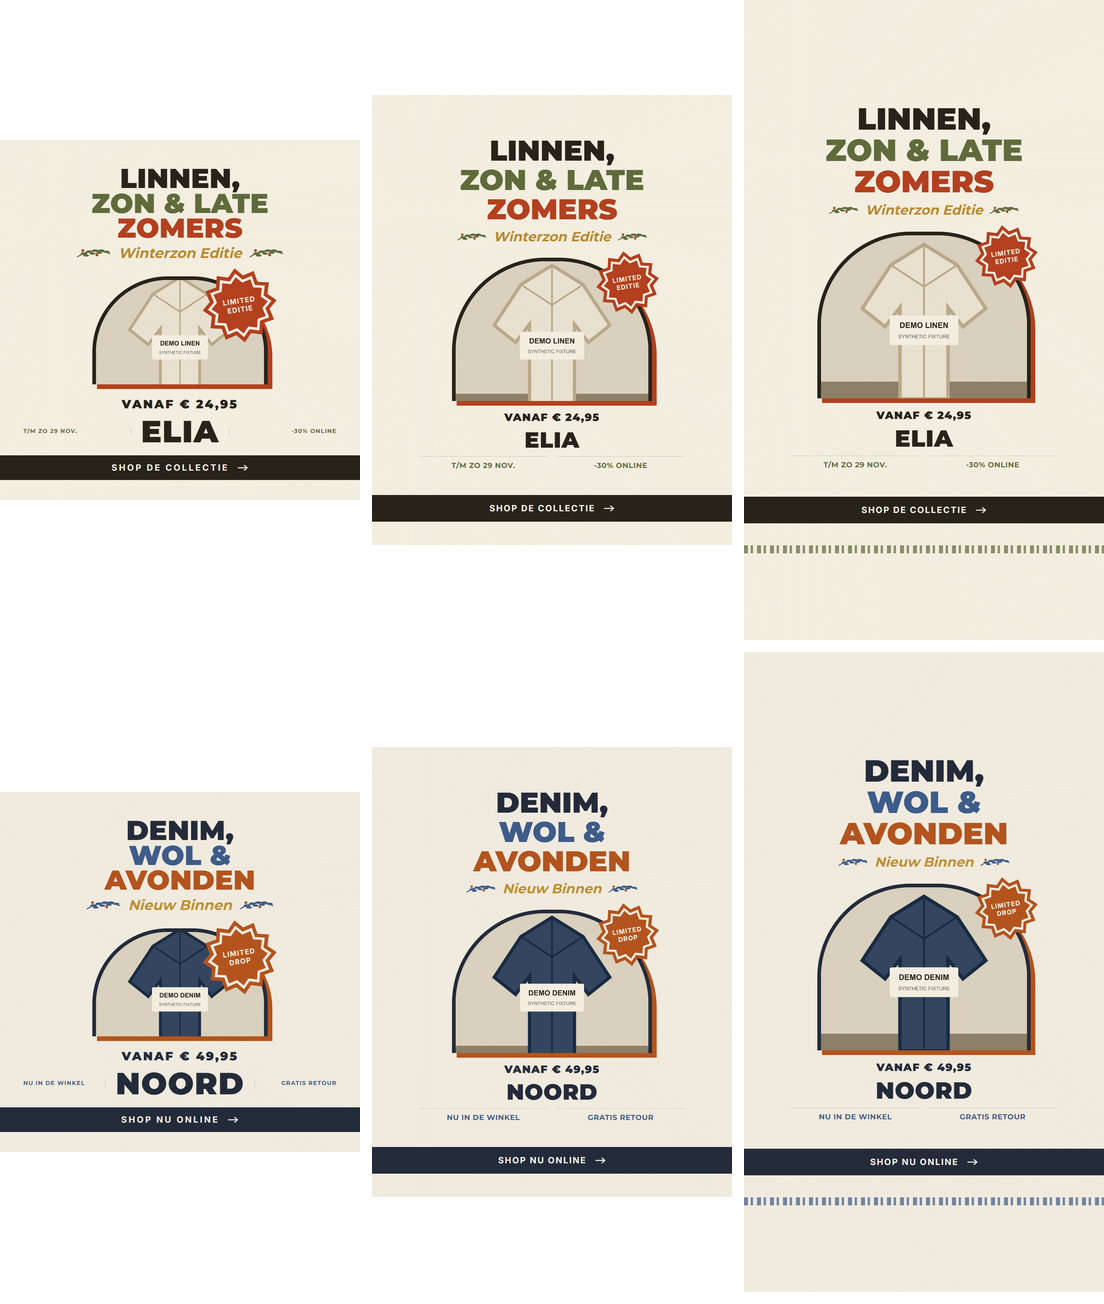 LINNEN,
ZON & LATE
ZOMERS
Winterzon Editie
LIMITED
EDITIE
DEMO LINEN
SYNTHETIC FIXTURE
VANAF € 24,95
T/M ZO 29 NOV.
ELIA
-30% ONLINE
SHOP DE COLLECTIE →
LINNEN,
ZON & LATE
ZOMERS
Winterzon Editie
LIMITED
EDITIE
DEMO LINEN
SYNTHETIC FIXTURE
VANAF € 24,95
ELIA
T/M ZO 29 NOV.
-30% ONLINE
SHOP DE COLLECTIE →
LINNEN,
ZON & LATE
ZOMERS
Winterzon Editie
LIMITED
EDITIE
DEMO LINEN
SYNTHETIC FIXTURE
VANAF € 24,95
ELIA
T/M ZO 29 NOV.
-30% ONLINE
SHOP DE COLLECTIE →
DENIM,
WOL &
AVONDEN
Nieuw Binnen
LIMITED
DROP
DEMO DENIM
SYNTHETIC FIXTURE
VANAF € 49,95
NU IN DE WINKEL
NOORD
GRATIS RETOUR
SHOP NU ONLINE →
DENIM,
WOL &
AVONDEN
Nieuw Binnen
LIMITED
DROP
DEMO DENIM
SYNTHETIC FIXTURE
VANAF € 49,95
NOORD
NU IN DE WINKEL
GRATIS RETOUR
SHOP NU ONLINE →
DENIM,
WOL &
AVONDEN
Nieuw Binnen
LIMITED
DROP
DEMO DENIM
SYNTHETIC FIXTURE
VANAF € 49,95
NOORD
NU IN DE WINKEL
GRATIS RETOUR
SHOP NU ONLINE →